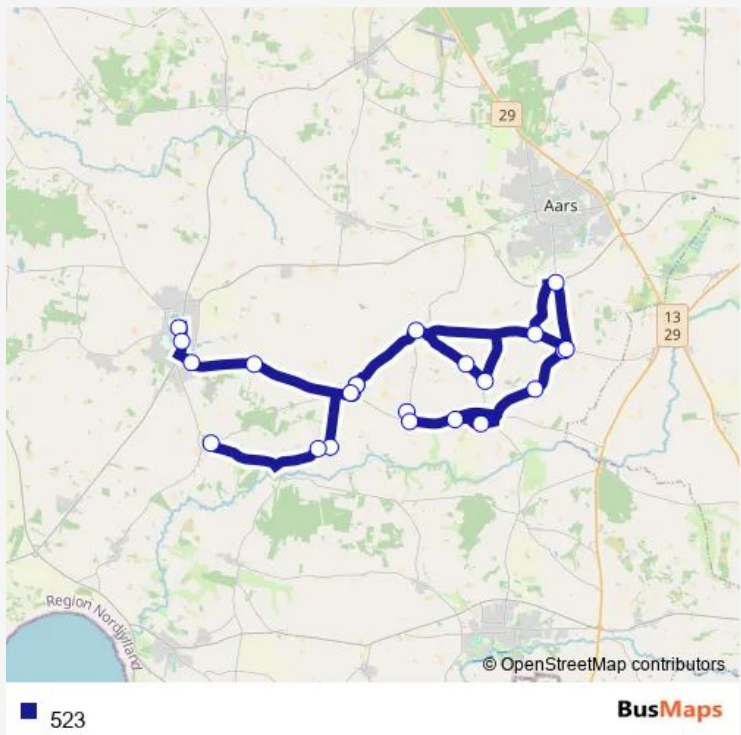 29
Aars
13
29
Region Nordjylland
© OpenStreetMap contributors
523
BusMaps